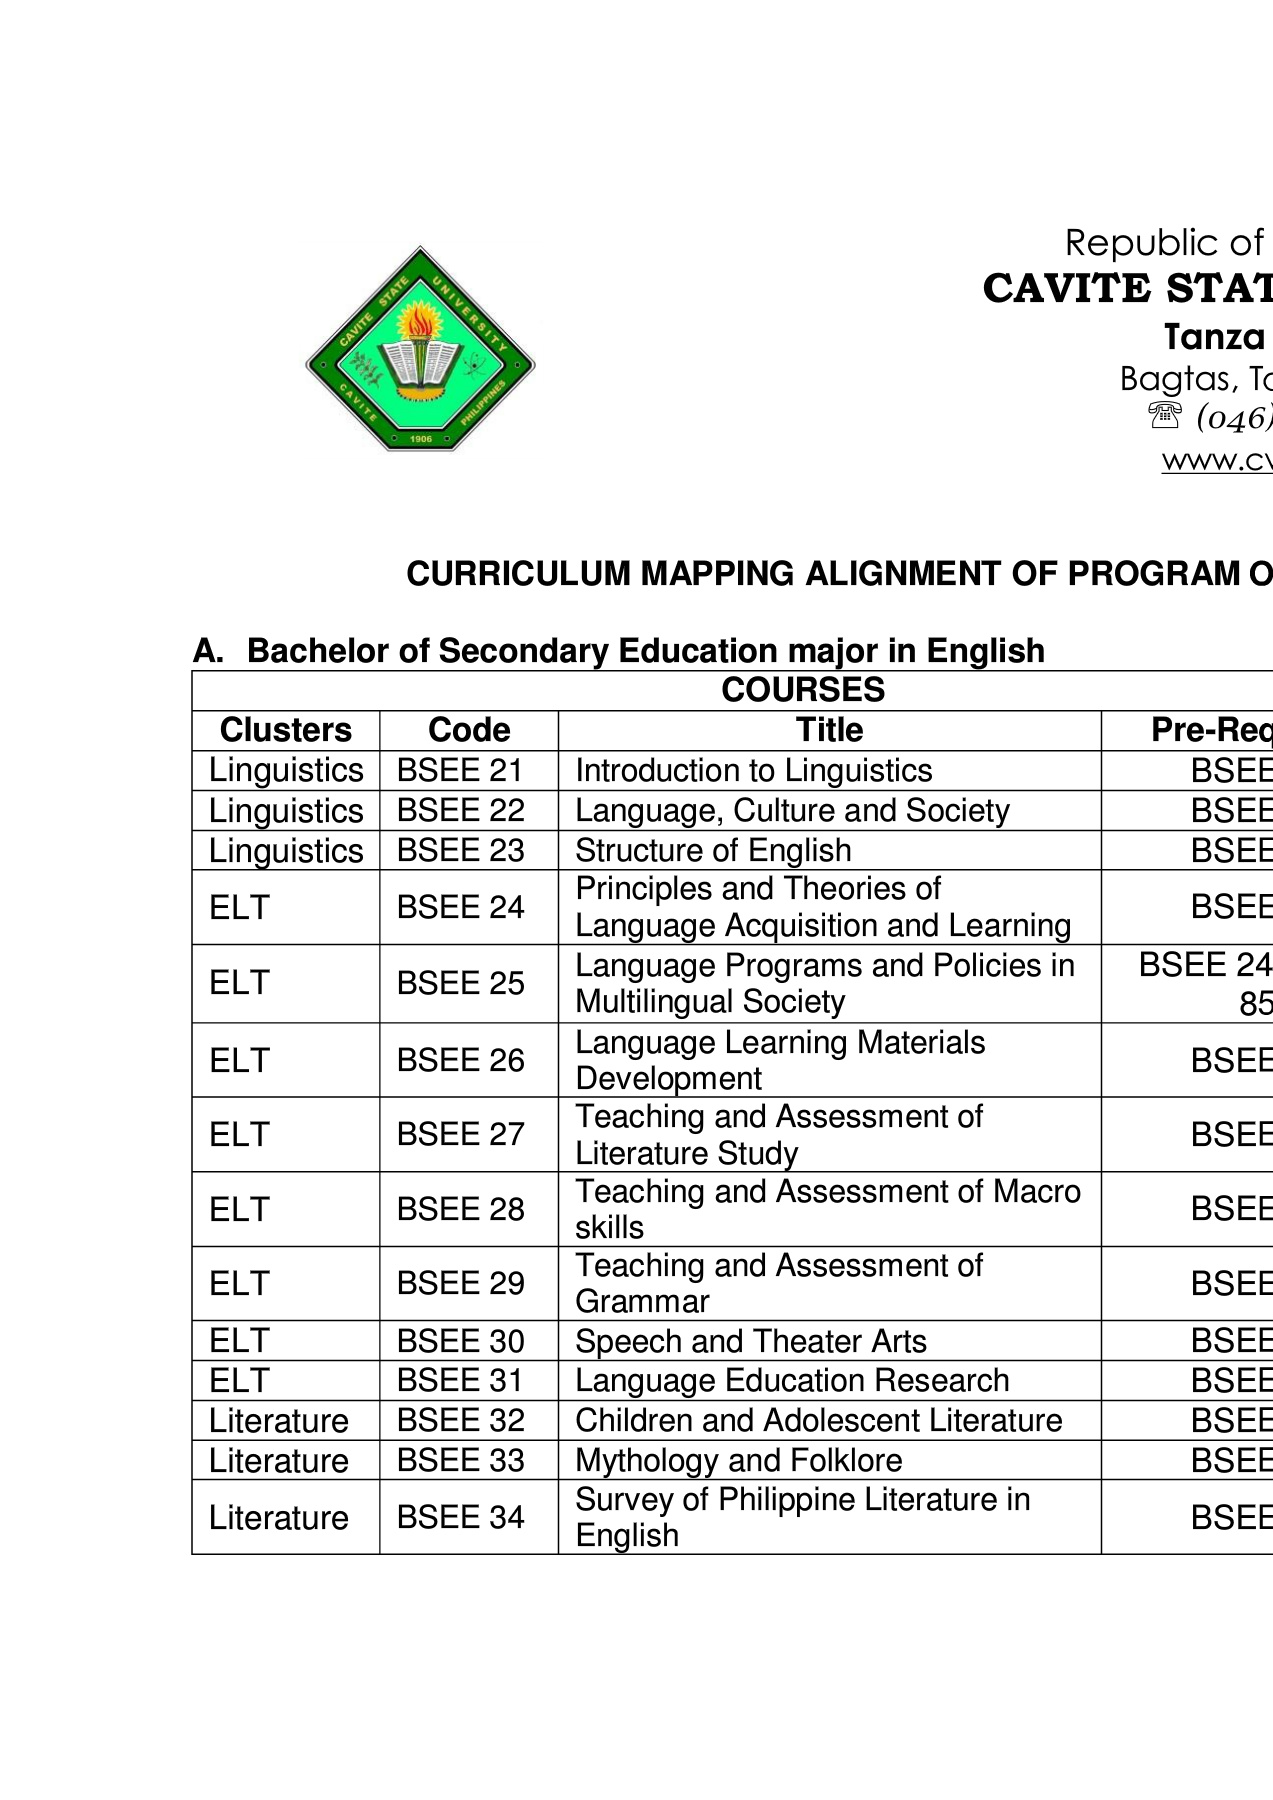 CAVITE STATE UNIVERSITY
CAVITE
PHILIPPINES
1906
Republic of
CAVITE STAT
Tanza
Bagtas, Ta
☏ (046)
www.cv
CURRICULUM MAPPING ALIGNMENT OF PROGRAM O
A. Bachelor of Secondary Education major in English
COURSES
Clusters Code Title Pre-Req
Linguistics BSEE 21 Introduction to Linguistics BSEE
Linguistics BSEE 22 Language, Culture and Society BSEE
Linguistics BSEE 23 Structure of English BSEE
ELT BSEE 24 Principles and Theories of
Language Acquisition and Learning BSEE
ELT BSEE 25 Language Programs and Policies in
Multilingual Society BSEE 24
85
ELT BSEE 26 Language Learning Materials
Development BSEE
ELT BSEE 27 Teaching and Assessment of
Literature Study BSEE
ELT BSEE 28 Teaching and Assessment of Macro
skills BSEE
ELT BSEE 29 Teaching and Assessment of
Grammar BSEE
ELT BSEE 30 Speech and Theater Arts BSEE
ELT BSEE 31 Language Education Research BSEE
Literature BSEE 32 Children and Adolescent Literature BSEE
Literature BSEE 33 Mythology and Folklore BSEE
Literature BSEE 34 Survey of Philippine Literature in
English BSEE